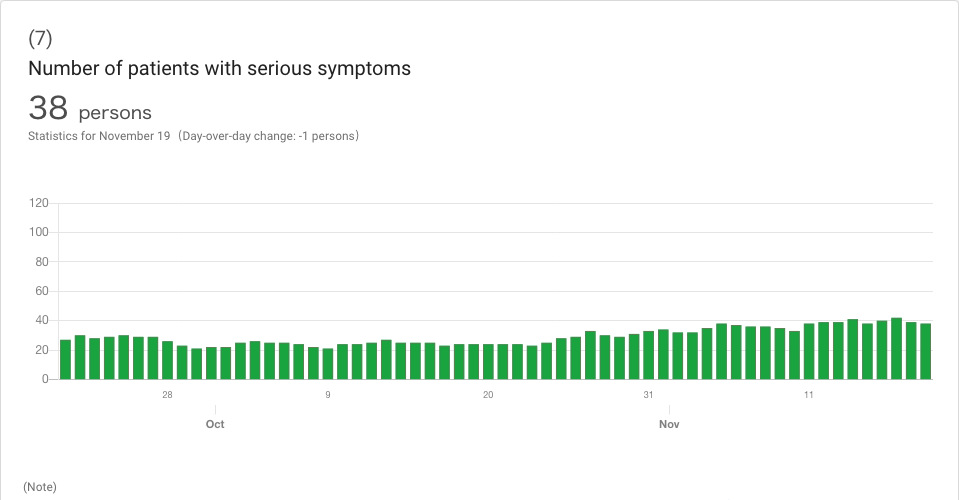 (7)
Number of patients with serious symptoms
38 persons
Statistics for November 19（Day-over-day change: -1 persons）
120
100
80
60
40
20
0
28 9 20 31 11
Oct Nov
(Note)